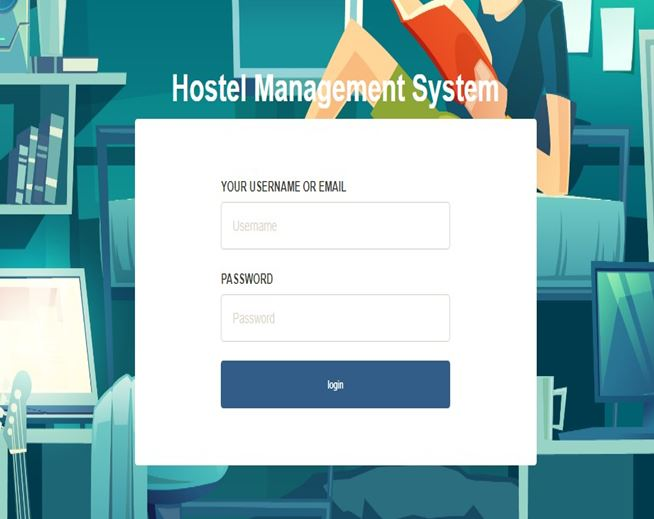 Hostel Management System
YOUR USERNAME OR EMAIL
Username
PASSWORD
Password
login